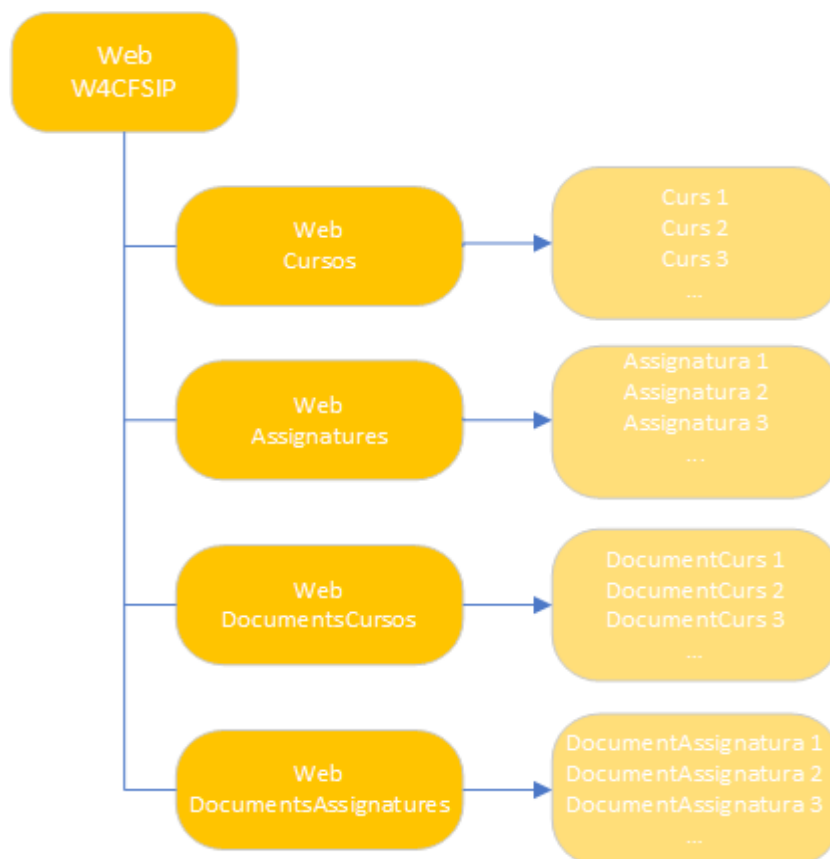 Web
W4CFSIP
Web
Cursos
Curs 1
Curs 2
Curs 3
...
Web
Assignatures
Assignatura 1
Assignatura 2
Assignatura 3
...
Web
DocumentsCursos
DocumentCurs 1
DocumentCurs 2
DocumentCurs 3
...
Web
DocumentsAssignatures
DocumentAssignatura 1
DocumentAssignatura 2
DocumentAssignatura 3
...